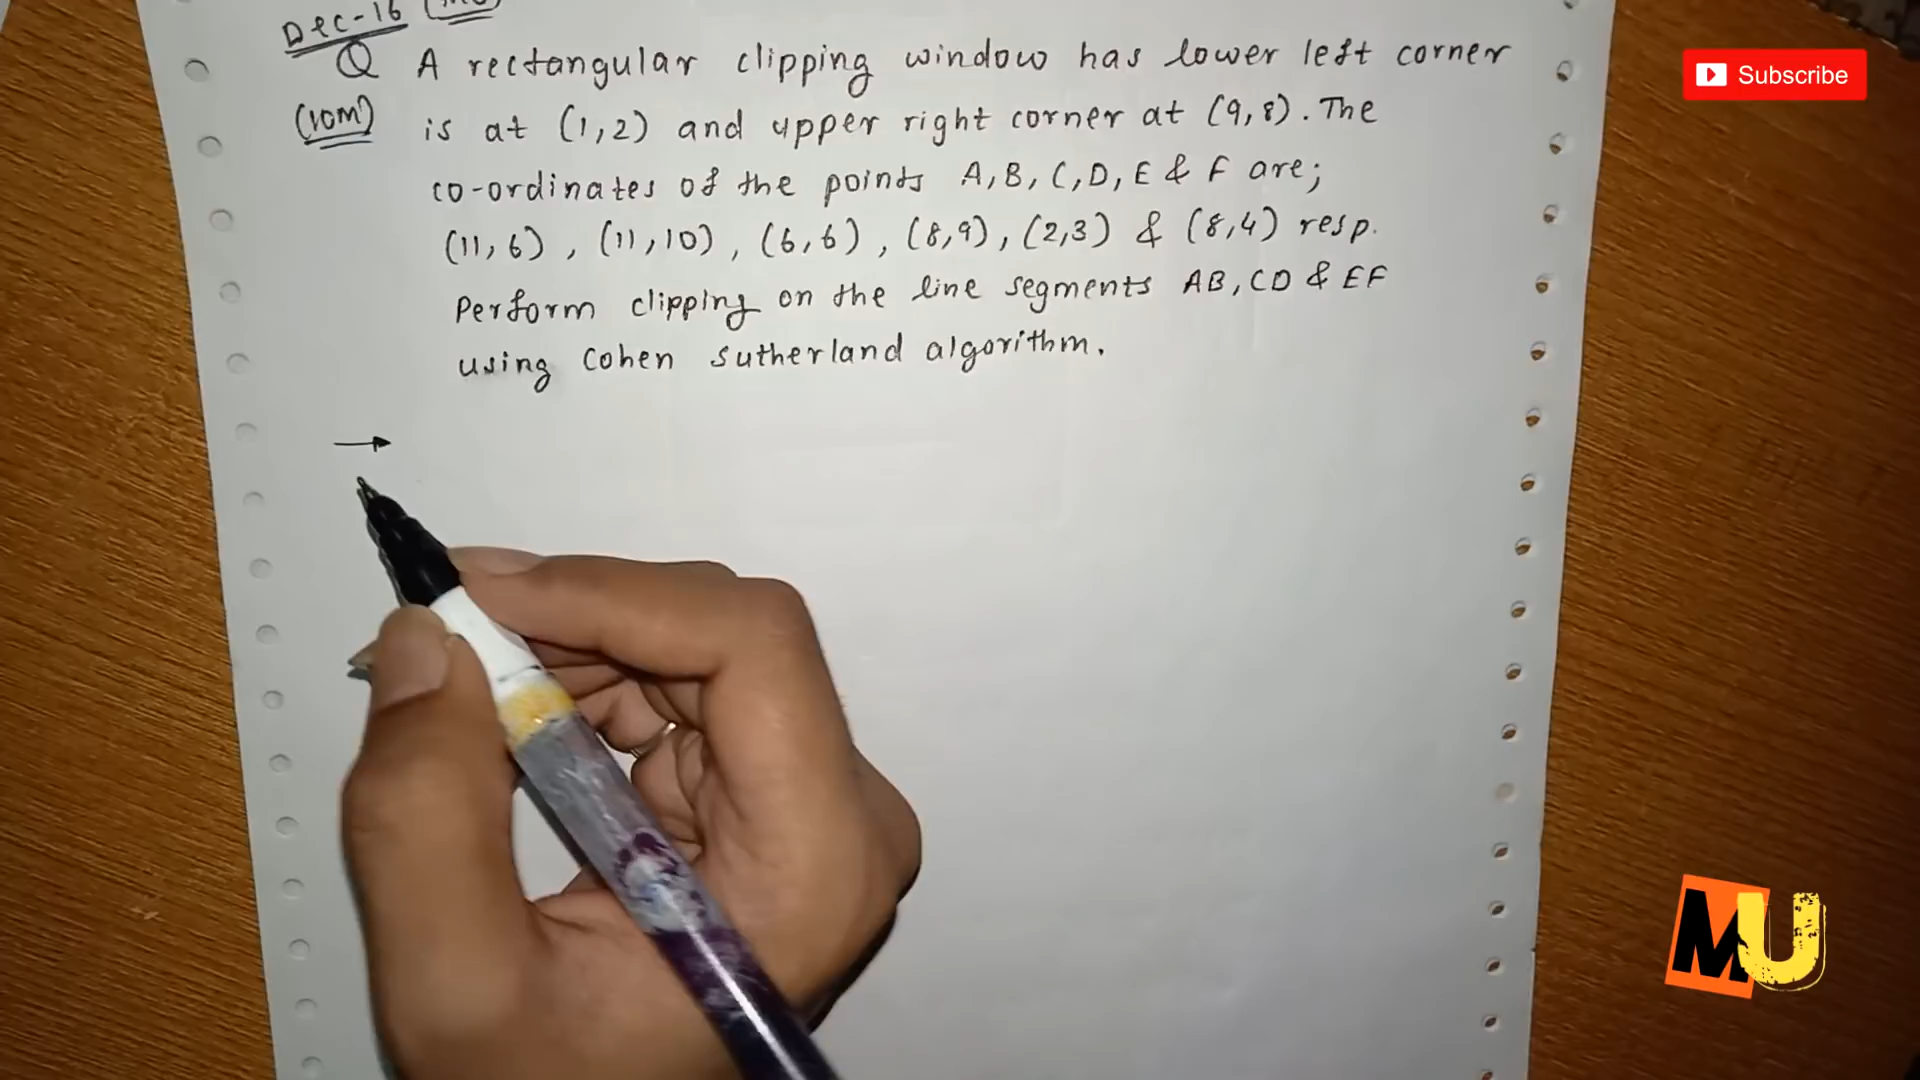 Dec-16
Q A rectangular clipping window has lower left corner
(10M) is at (1,2) and upper right corner at (9,8). The
co-ordinates of the points A, B, C, D, E & F are;
(11,6), (11,10), (6,6), (8,9), (2,3) & (8,4) resp.
Perform clipping on the line segments AB, CD & EF
using Cohen Sutherland algorithm.
Subscribe
MU